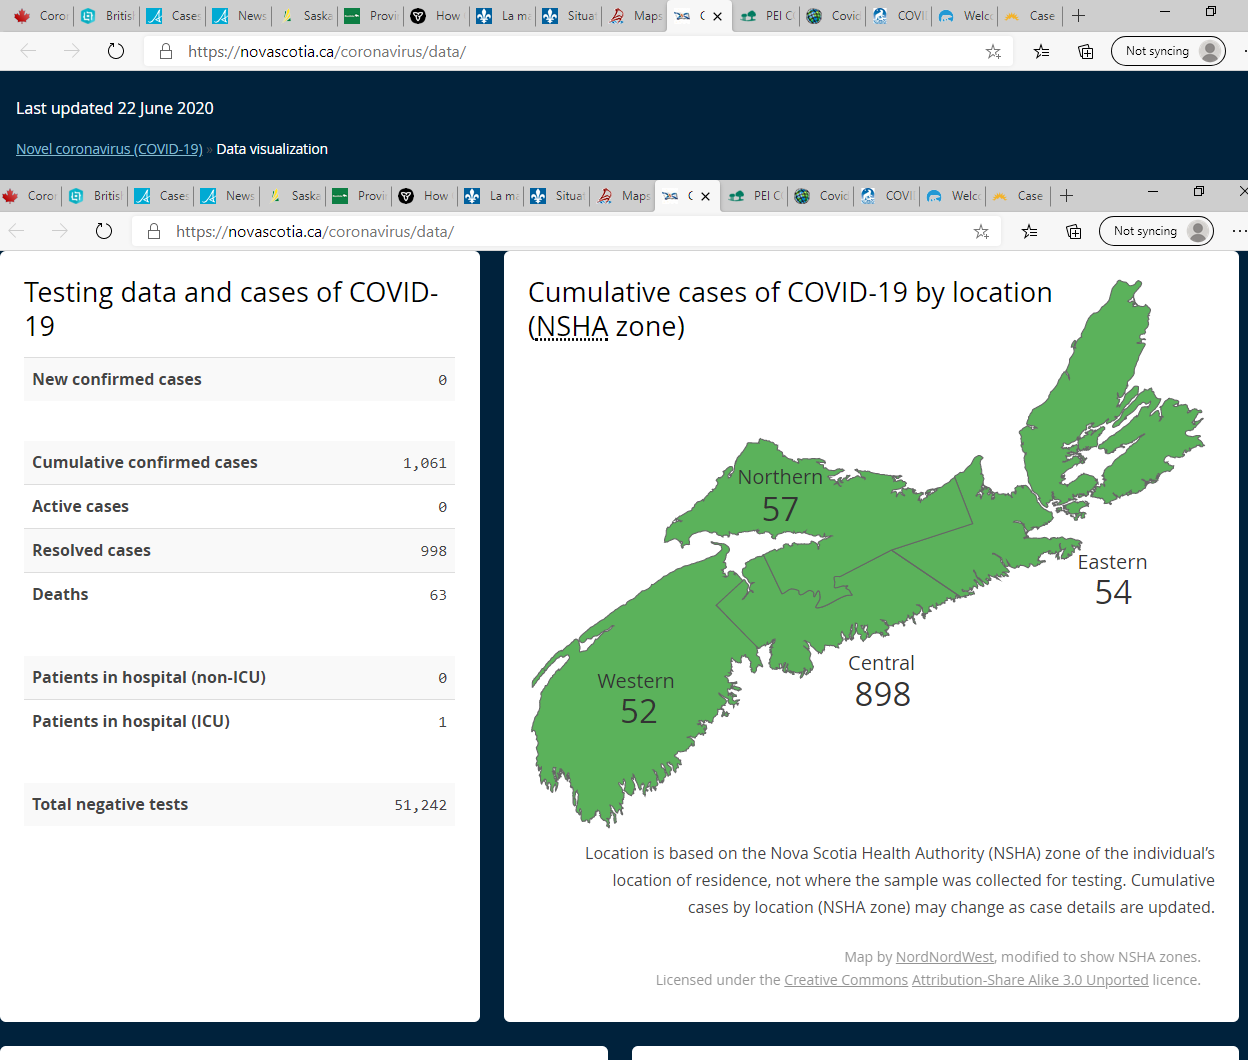 Coror
Britis
Cases
News
Saska
Provi
How
La ma
Situat
Maps
C
PEI C
Covid
COVI
Welc
Case
https://novascotia.ca/coronavirus/data/
Not syncing
Last updated 22 June 2020
Novel coronavirus (COVID-19) » Data visualization
Coro
Britis
Cases
News
Saska
Provi
How
La ma
Situat
Maps
C
PEI C
Covid
COVI
Welc
Case
https://novascotia.ca/coronavirus/data/
Not syncing
Testing data and cases of COVID-
19
New confirmed cases 0
Cumulative confirmed cases 1,061
Active cases 0
Resolved cases 998
Deaths 63
Patients in hospital (non-ICU) 0
Patients in hospital (ICU) 1
Total negative tests 51,242
Cumulative cases of COVID-19 by location
(NSHA zone)
Northern
57
Eastern
54
Central
898
Western
52
Location is based on the Nova Scotia Health Authority (NSHA) zone of the individual’s
location of residence, not where the sample was collected for testing. Cumulative
cases by location (NSHA zone) may change as case details are updated.
Map by NordNordWest, modified to show NSHA zones.
Licensed under the Creative Commons Attribution-Share Alike 3.0 Unported licence.